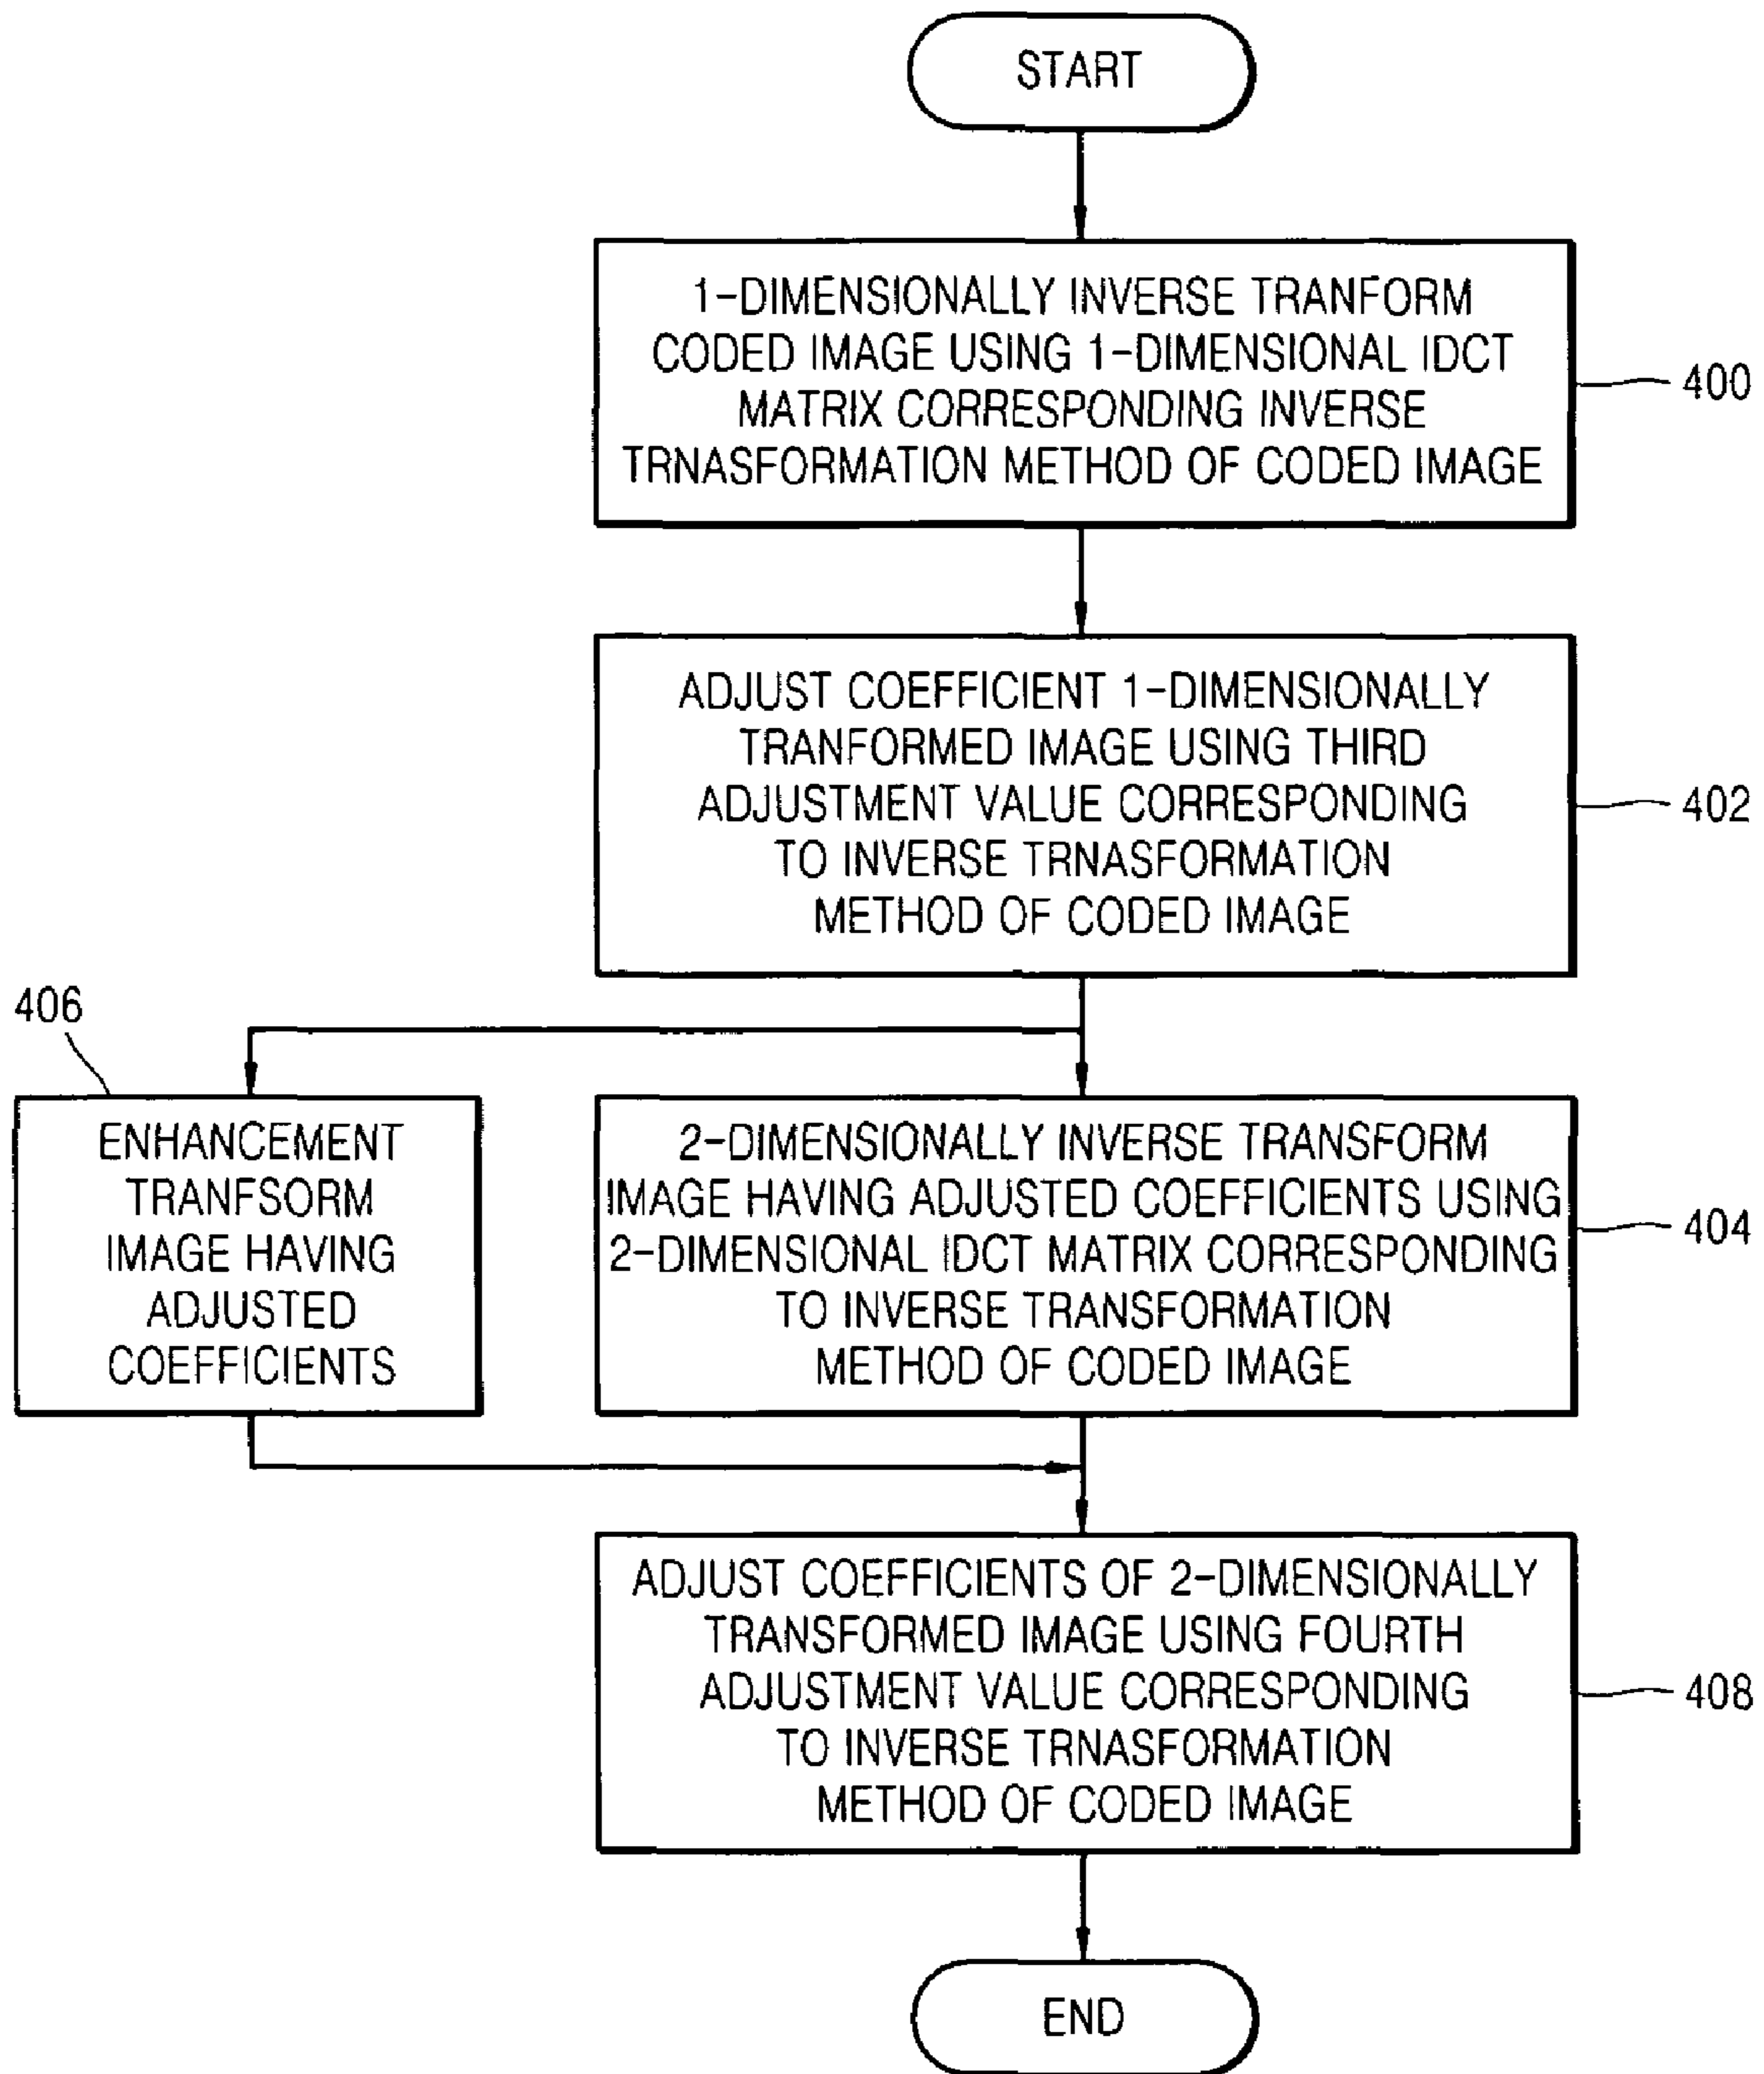 START
1-DIMENSIONALLY INVERSE TRANFORM
CODED IMAGE USING 1-DIMENSIONAL IDCT
MATRIX CORRESPONDING INVERSE
TRNASFORMATION METHOD OF CODED IMAGE
400
ADJUST COEFFICIENT 1-DIMENSIONALLY
TRANFORMED IMAGE USING THIRD
ADJUSTMENT VALUE CORRESPONDING
TO INVERSE TRNASFORMATION
METHOD OF CODED IMAGE
402
406
ENHANCEMENT
TRANFSORM
IMAGE HAVING
ADJUSTED
COEFFICIENTS
2-DIMENSIONALLY INVERSE TRANSFORM
IMAGE HAVING ADJUSTED COEFFICIENTS USING
2-DIMENSIONAL IDCT MATRIX CORRESPONDING
TO INVERSE TRANSFORMATION
METHOD OF CODED IMAGE
404
ADJUST COEFFICIENTS OF 2-DIMENSIONALLY
TRANSFORMED IMAGE USING FOURTH
ADJUSTMENT VALUE CORRESPONDING
TO INVERSE TRNASFORMATION
METHOD OF CODED IMAGE
408
END